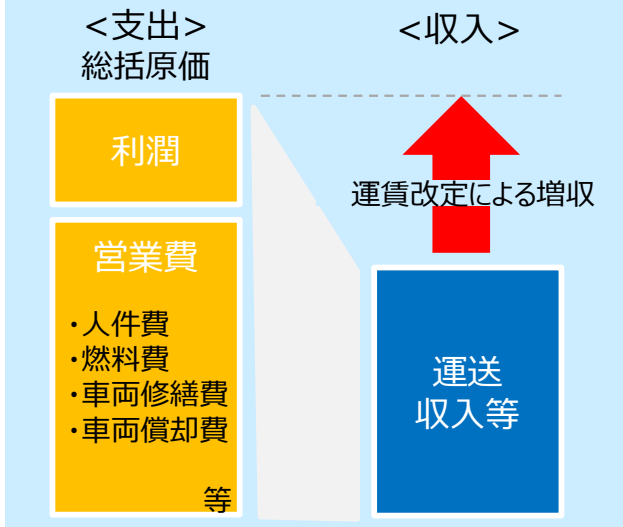 <支出>
総括原価
利潤
営業費
・人件費
・燃料費
・車両修繕費
・車両償却費
等
<収入>
運賃改定による増収
運送
収入等